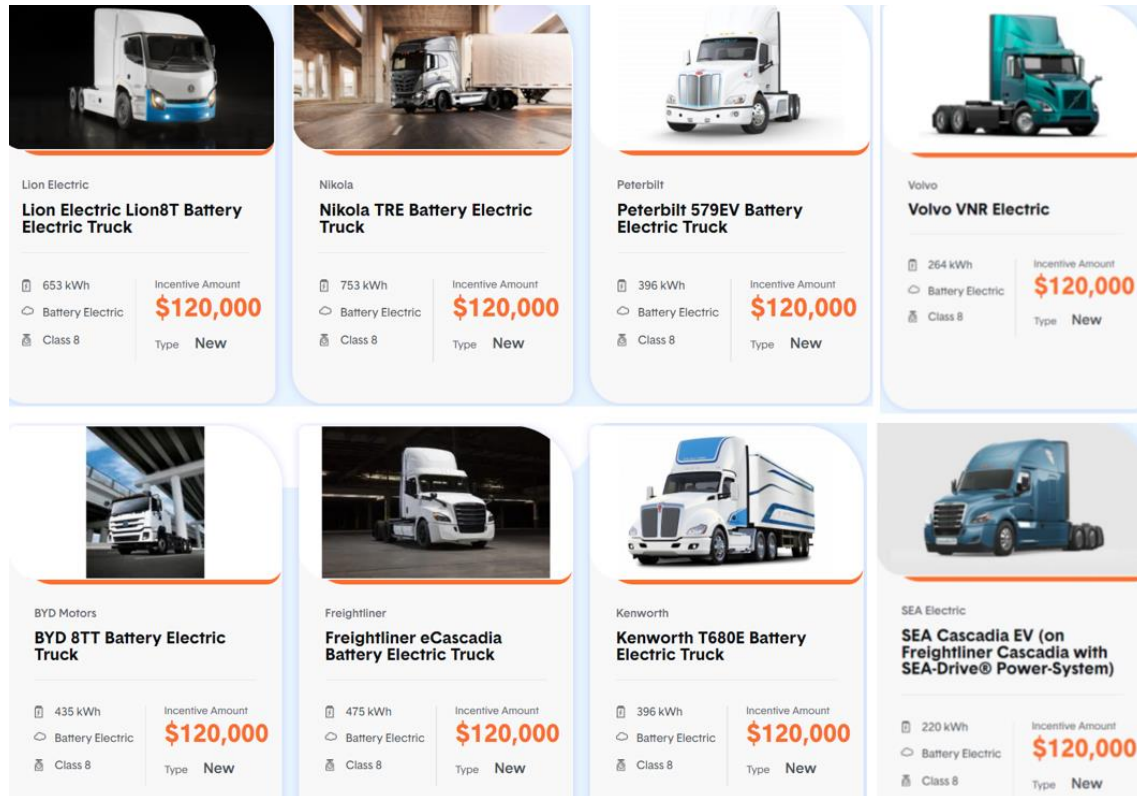 Lion Electric
Lion Electric Lion8T Battery
Electric Truck
653 kWh
Battery Electric
Class 8
Incentive Amount
$120,000
Type New
Nikola
Nikola TRE Battery Electric
Truck
753 kWh
Battery Electric
Class 8
Incentive Amount
$120,000
Type New
Peterbilt
Peterbilt 579EV Battery
Electric Truck
396 kWh
Battery Electric
Class 8
Incentive Amount
$120,000
Type New
Volvo
Volvo VNR Electric
264 kWh
Battery Electric
Class 8
Incentive Amount
$120,000
Type New
BYD Motors
BYD 8TT Battery Electric
Truck
435 kWh
Battery Electric
Class 8
Incentive Amount
$120,000
Type New
Freightliner
Freightliner eCascadia
Battery Electric Truck
475 kWh
Battery Electric
Class 8
Incentive Amount
$120,000
Type New
Kenworth
Kenworth T680E Battery
Electric Truck
396 kWh
Battery Electric
Class 8
Incentive Amount
$120,000
Type New
SEA Electric
SEA Cascadia EV (on
Freightliner Cascadia with
SEA-Drive® Power-System)
220 kWh
Battery Electric
Class 8
Incentive Amount
$120,000
Type New